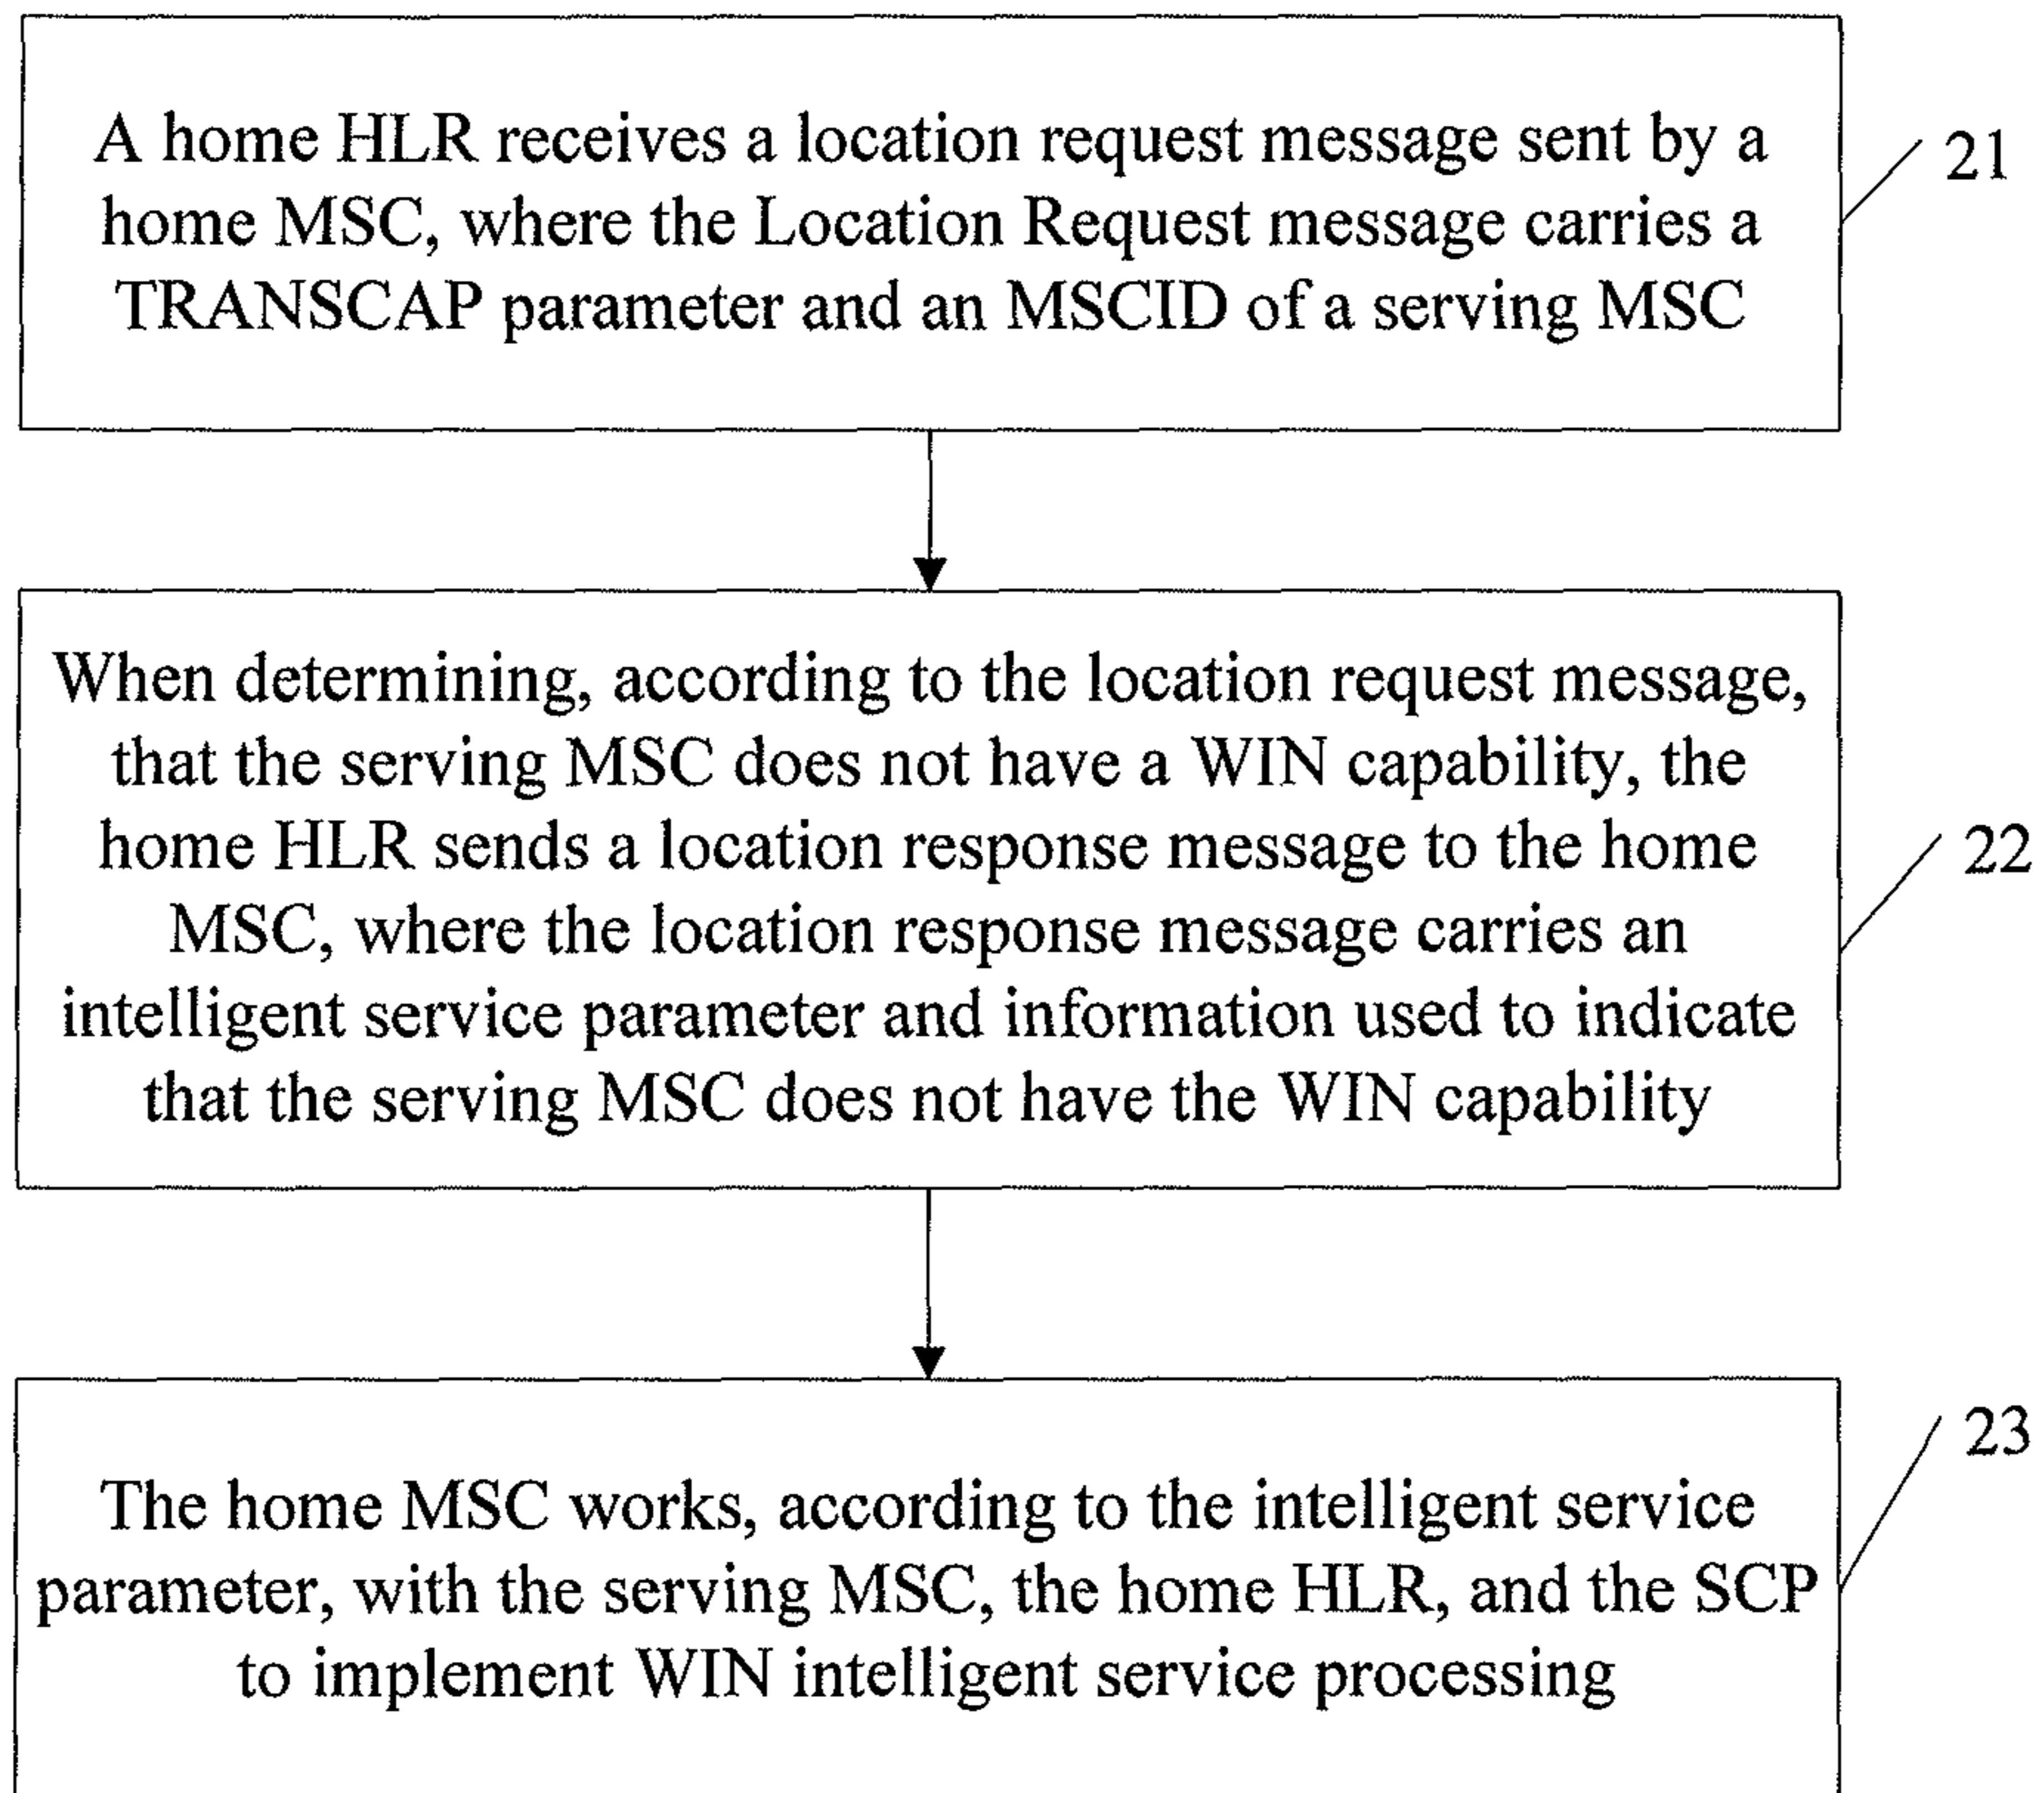 A home HLR receives a location request message sent by a
home MSC, where the Location Request message carries a
TRANSCAP parameter and an MSCID of a serving MSC
21
When determining, according to the location request message,
that the serving MSC does not have a WIN capability, the
home HLR sends a location response message to the home
MSC, where the location response message carries an
intelligent service parameter and information used to indicate
that the serving MSC does not have the WIN capability
22
The home MSC works, according to the intelligent service
parameter, with the serving MSC, the home HLR, and the SCP
to implement WIN intelligent service processing
23